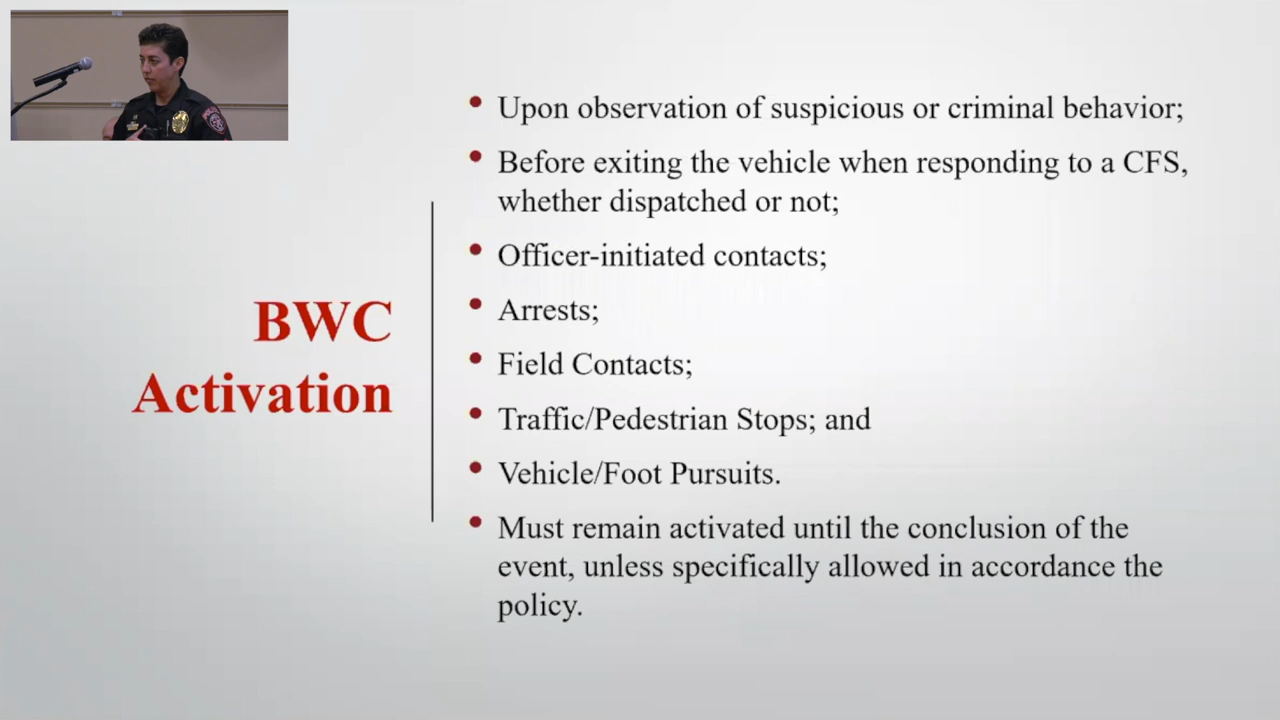 BWC
Activation
• Upon observation of suspicious or criminal behavior;
• Before exiting the vehicle when responding to a CFS,
whether dispatched or not;
• Officer-initiated contacts;
• Arrests;
• Field Contacts;
• Traffic/Pedestrian Stops; and
• Vehicle/Foot Pursuits.
• Must remain activated until the conclusion of the
event, unless specifically allowed in accordance the
policy.